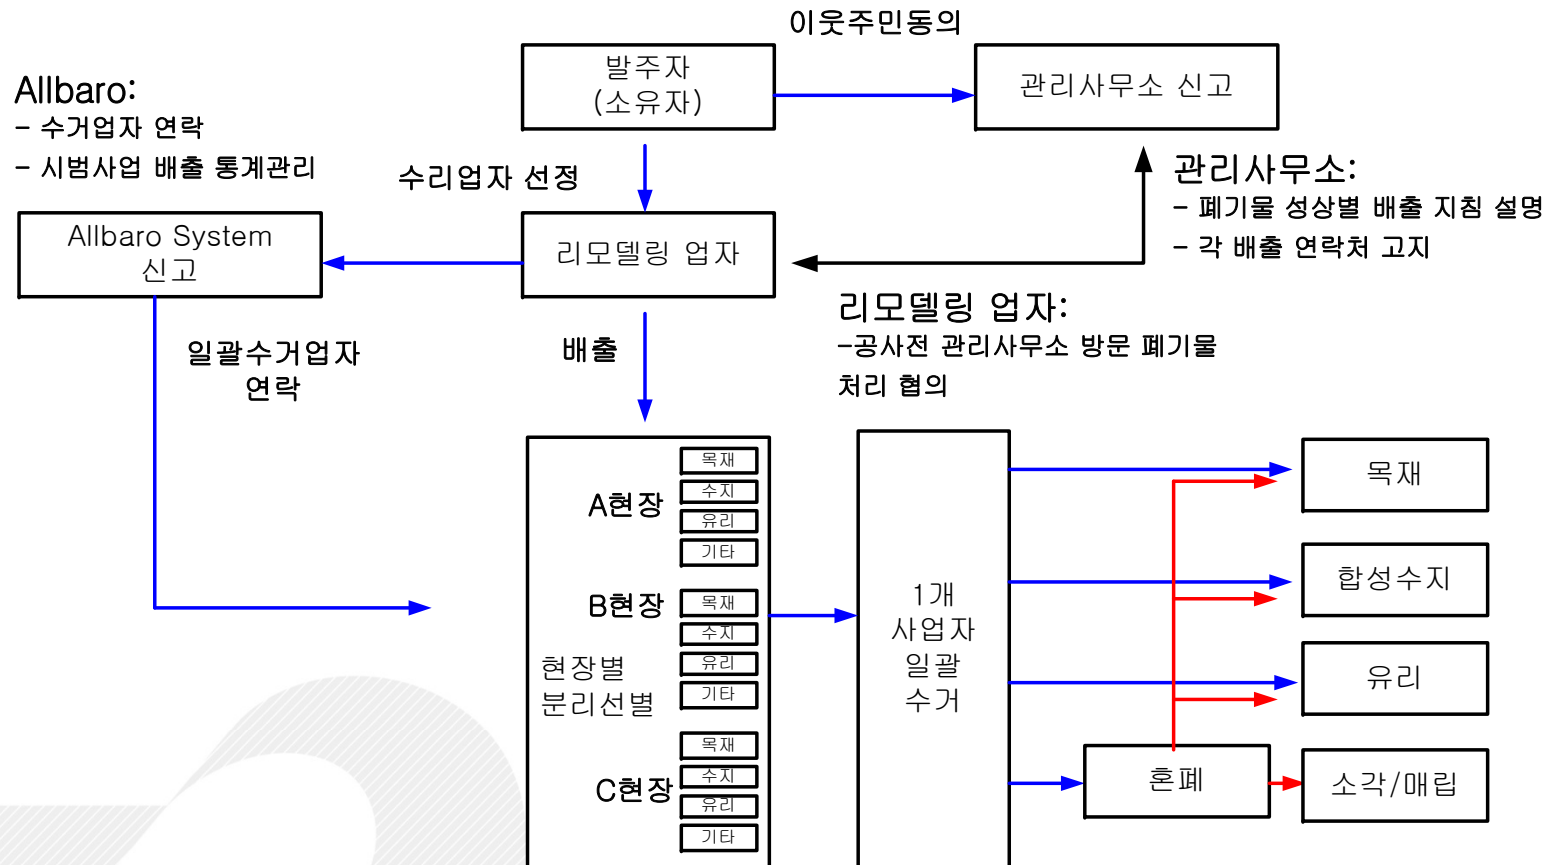 이웃주민동의
발주자
(소유자)
관리사무소 신고
Allbaro:
- 수거업자 연락
- 시범사업 배출 통계관리
수리업자 선정
관리사무소:
- 폐기물 성상별 배출 지침 설명
- 각 배출 연락처 고지
Allbaro System
신고
리모델링 업자
리모델링 업자:
-공사전 관리사무소 방문 폐기물
처리 협의
일괄수거업자
연락
배출
A현장
목재
수지
유리
기타
B현장
목재
수지
유리
기타
현장별
분리선별
C현장
목재
수지
유리
기타
1개
사업자
일괄
수거
목재
합성수지
유리
혼폐
소각/매립